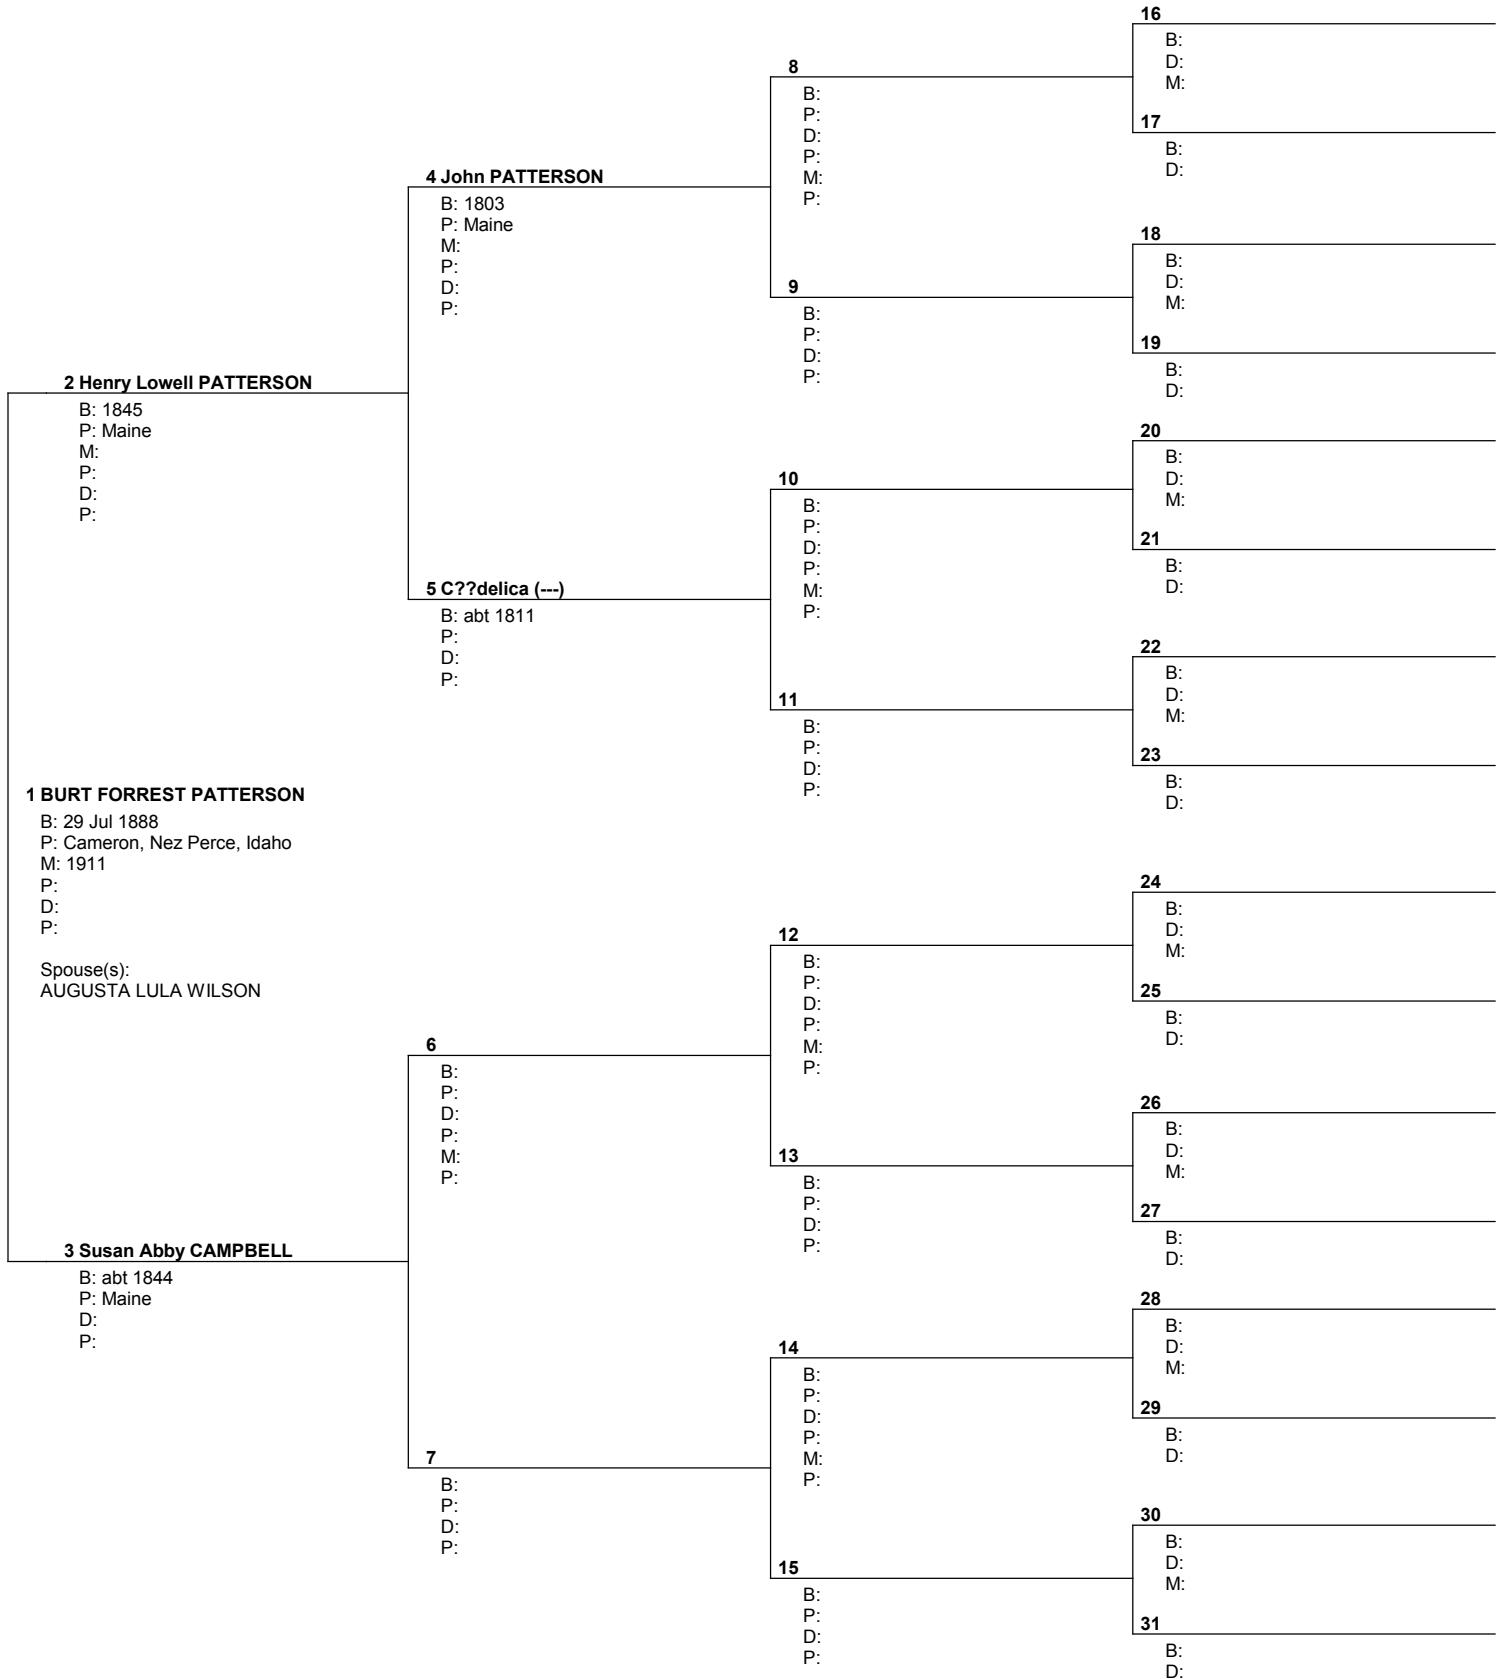 1 BURT FORREST PATTERSON
B: 29 Jul 1888
P: Cameron, Nez Perce, Idaho
M: 1911
P:
D:
P:
Spouse(s):
AUGUSTA LULA WILSON
2 Henry Lowell PATTERSON
B: 1845
P: Maine
M:
P:
D:
P:
3 Susan Abby CAMPBELL
B: abt 1844
P: Maine
D:
P:
4 John PATTERSON
B: 1803
P: Maine
M:
P:
D:
P:
5 C??delica (---)
B: abt 1811
P:
D:
P:
6
B:
P:
D:
P:
M:
P:
7
B:
P:
D:
P:
8
B:
P:
D:
P:
M:
P:
9
B:
P:
D:
P:
10
B:
P:
D:
P:
M:
P:
11
B:
P:
D:
P:
12
B:
P:
D:
P:
M:
P:
13
B:
P:
D:
P:
14
B:
P:
D:
P:
M:
P:
15
B:
P:
D:
P:
16
B:
D:
M:
17
B:
D:
18
B:
D:
M:
19
B:
D:
20
B:
D:
M:
21
B:
D:
22
B:
D:
M:
23
B:
D:
24
B:
D:
M:
25
B:
D:
26
B:
D:
M:
27
B:
D:
28
B:
D:
M:
29
B:
D:
30
B:
D:
M:
31
B:
D: